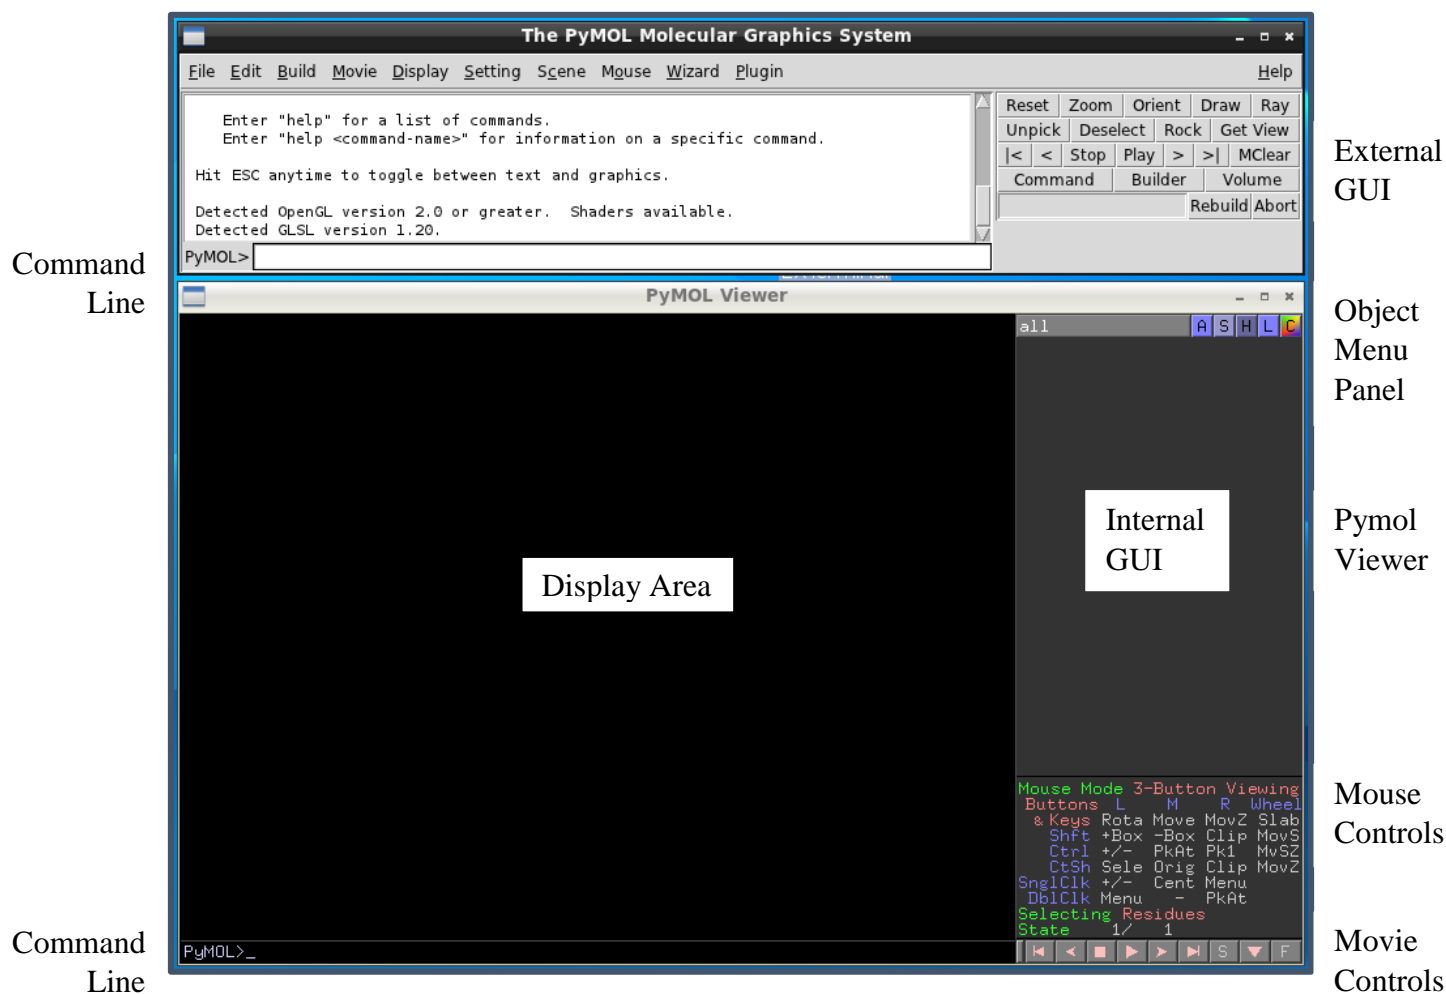 The PyMOL Molecular Graphics System
File Edit Build Movie Display Setting Scene Mouse Wizard Plugin Help
Enter "help" for a list of commands.
Enter "help <command-name>" for information on a specific command.
Hit ESC anytime to toggle between text and graphics.
Detected OpenGL version 2.0 or greater.  Shaders available.
Detected GLSL version 1.20.
PyMOL>
Reset Zoom Orient Draw Ray
Unpick Deselect Rock Get View
|< < Stop Play > >| MClear
Command Builder Volume
Rebuild Abort
External
GUI
Command
Line
PyMOL Viewer
all A S H L C
Object
Menu
Panel
Internal
GUI
Pymol
Viewer
Display Area
Mouse Mode 3-Button Viewing
Buttons L M R Wheel
& Keys Rota Move MovZ Slab
Shft +Box -Box Clip MovS
Ctrl +/- PkAt Pk1 MvSZ
CtSh Sele Orig Clip MovZ
SnglClk +/- Cent Menu
DblClk Menu - PkAt
Selecting Residues
State 1/ 1
Mouse
Controls
PyMOL>_
S F
Command
Line
Movie
Controls